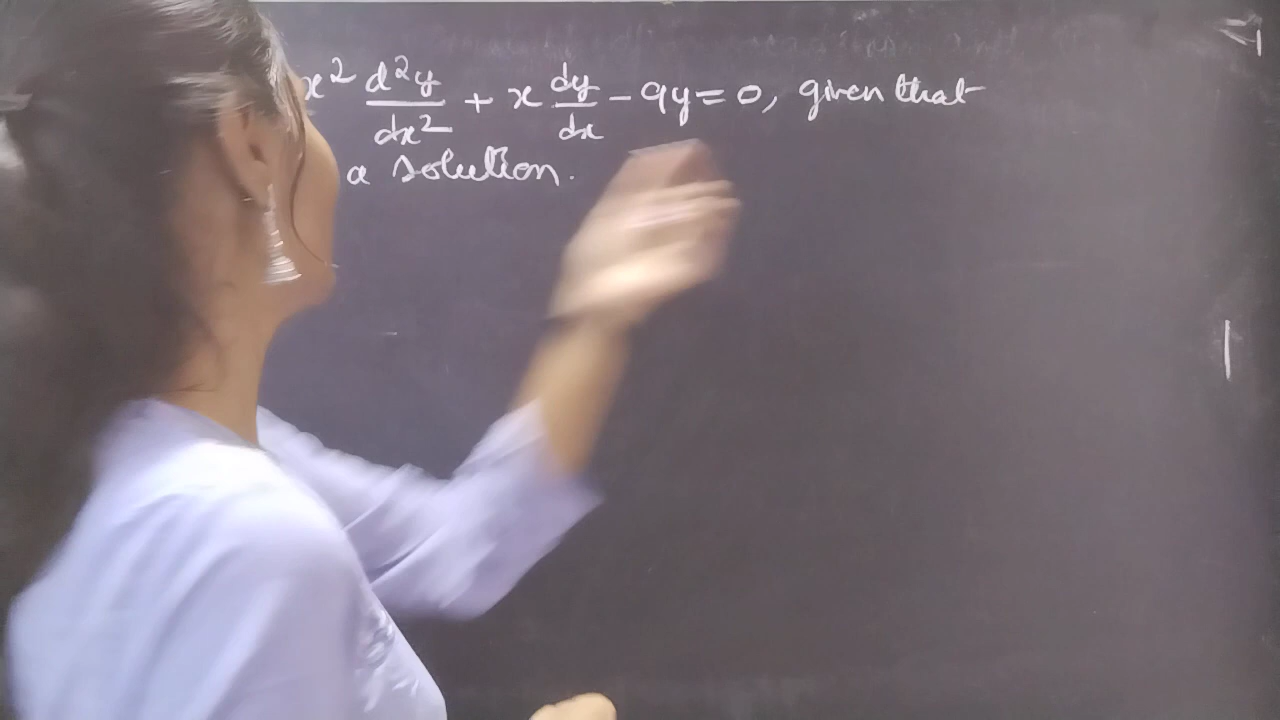 x² d²y/dx² + x dy/dx - 9y = 0, given that
a solution.